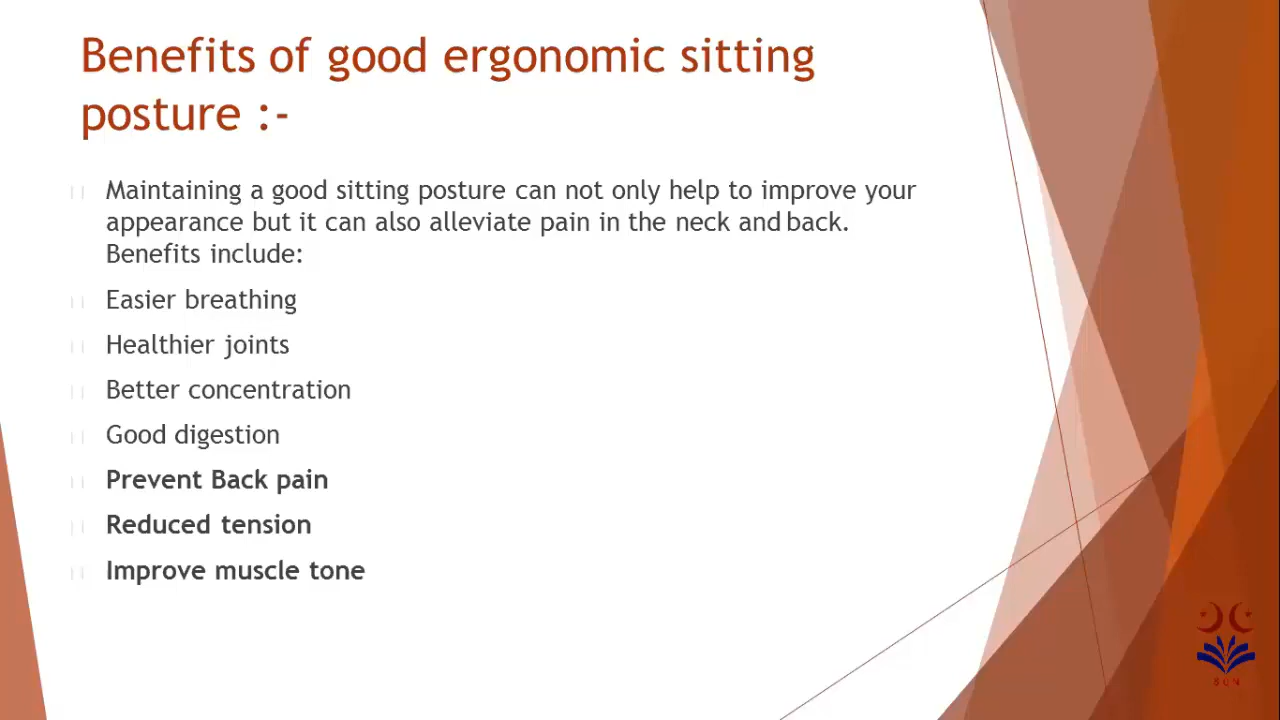 Benefits of good ergonomic sitting
posture :-
Maintaining a good sitting posture can not only help to improve your
appearance but it can also alleviate pain in the neck and back.
Benefits include:
Easier breathing
Healthier joints
Better concentration
Good digestion
Prevent Back pain
Reduced tension
Improve muscle tone